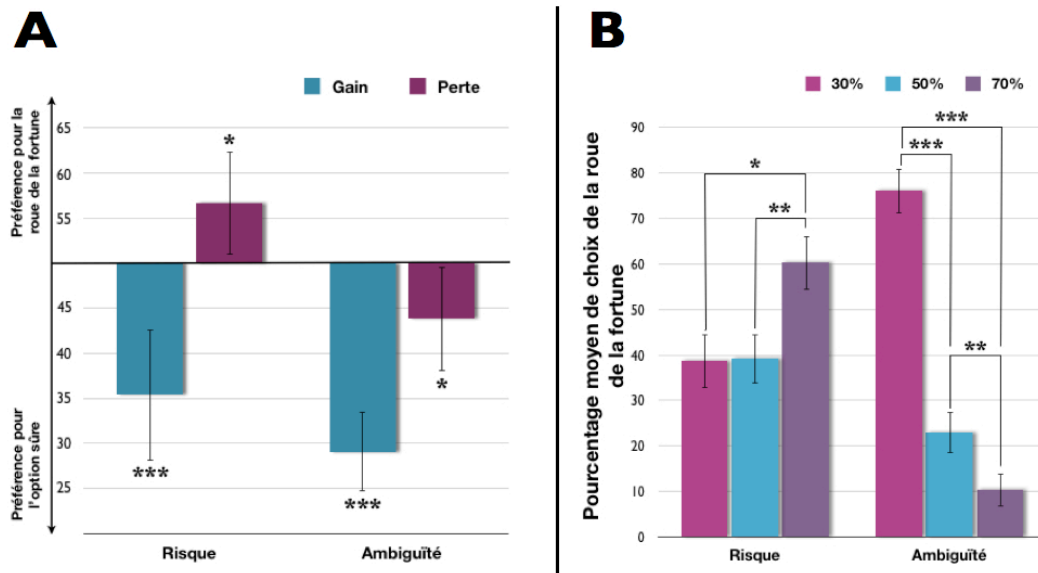 A
Gain Perte
Préférence pour la
roue de la fortune
Préférence pour
l'option sûre
65
60
55
45
40
35
30
25
*
***
***
*
Risque Ambiguïté
B
30% 50% 70%
Pourcentage moyen de choix de la roue
de la fortune
90
80
70
60
50
40
30
20
10
0
*
**
***
***
**
Risque Ambiguïté